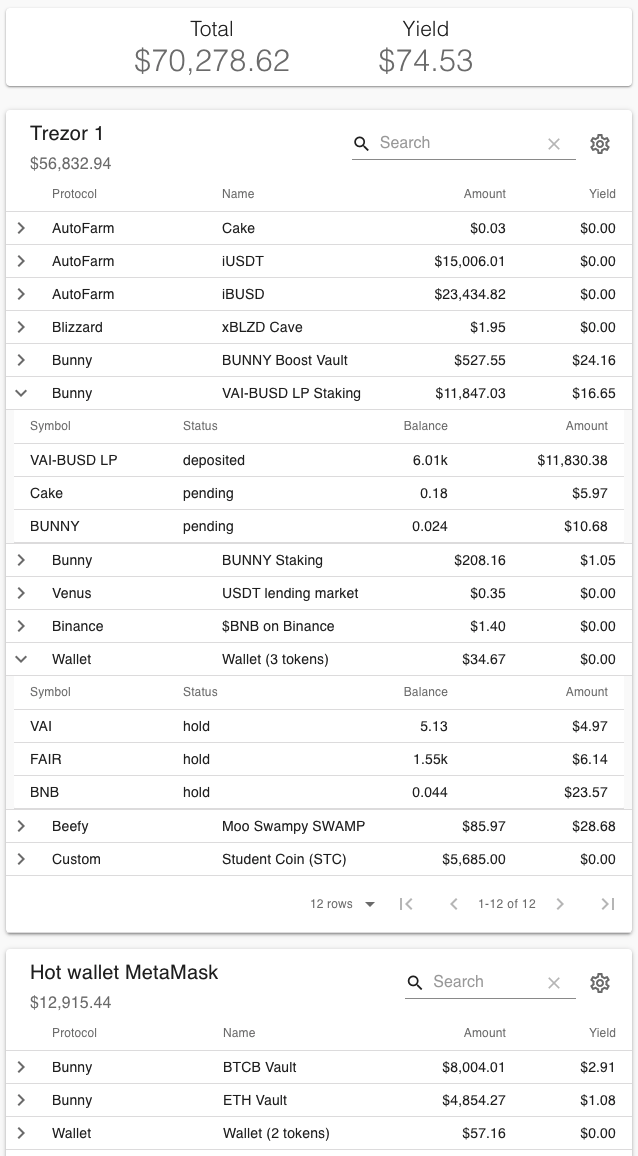 Total Yield
$70,278.62 $74.53
Trezor 1
Search
$56,832.94
Protocol Name Amount Yield
AutoFarm Cake $0.03 $0.00
AutoFarm iUSDT $15,006.01 $0.00
AutoFarm iBUSD $23,434.82 $0.00
Blizzard xBLZD Cave $1.95 $0.00
Bunny BUNNY Boost Vault $527.55 $24.16
Bunny VAI-BUSD LP Staking $11,847.03 $16.65
Symbol Status Balance Amount
VAI-BUSD LP deposited 6.01k $11,830.38
Cake pending 0.18 $5.97
BUNNY pending 0.024 $10.68
Bunny BUNNY Staking $208.16 $1.05
Venus USDT lending market $0.35 $0.00
Binance $BNB on Binance $1.40 $0.00
Wallet Wallet (3 tokens) $34.67 $0.00
Symbol Status Balance Amount
VAI hold 5.13 $4.97
FAIR hold 1.55k $6.14
BNB hold 0.044 $23.57
Beefy Moo Swampy SWAMP $85.97 $28.68
Custom Student Coin (STC) $5,685.00 $0.00
12 rows 1-12 of 12
Hot wallet MetaMask
Search
$12,915.44
Protocol Name Amount Yield
Bunny BTCB Vault $8,004.01 $2.91
Bunny ETH Vault $4,854.27 $1.08
Wallet Wallet (2 tokens) $57.16 $0.00